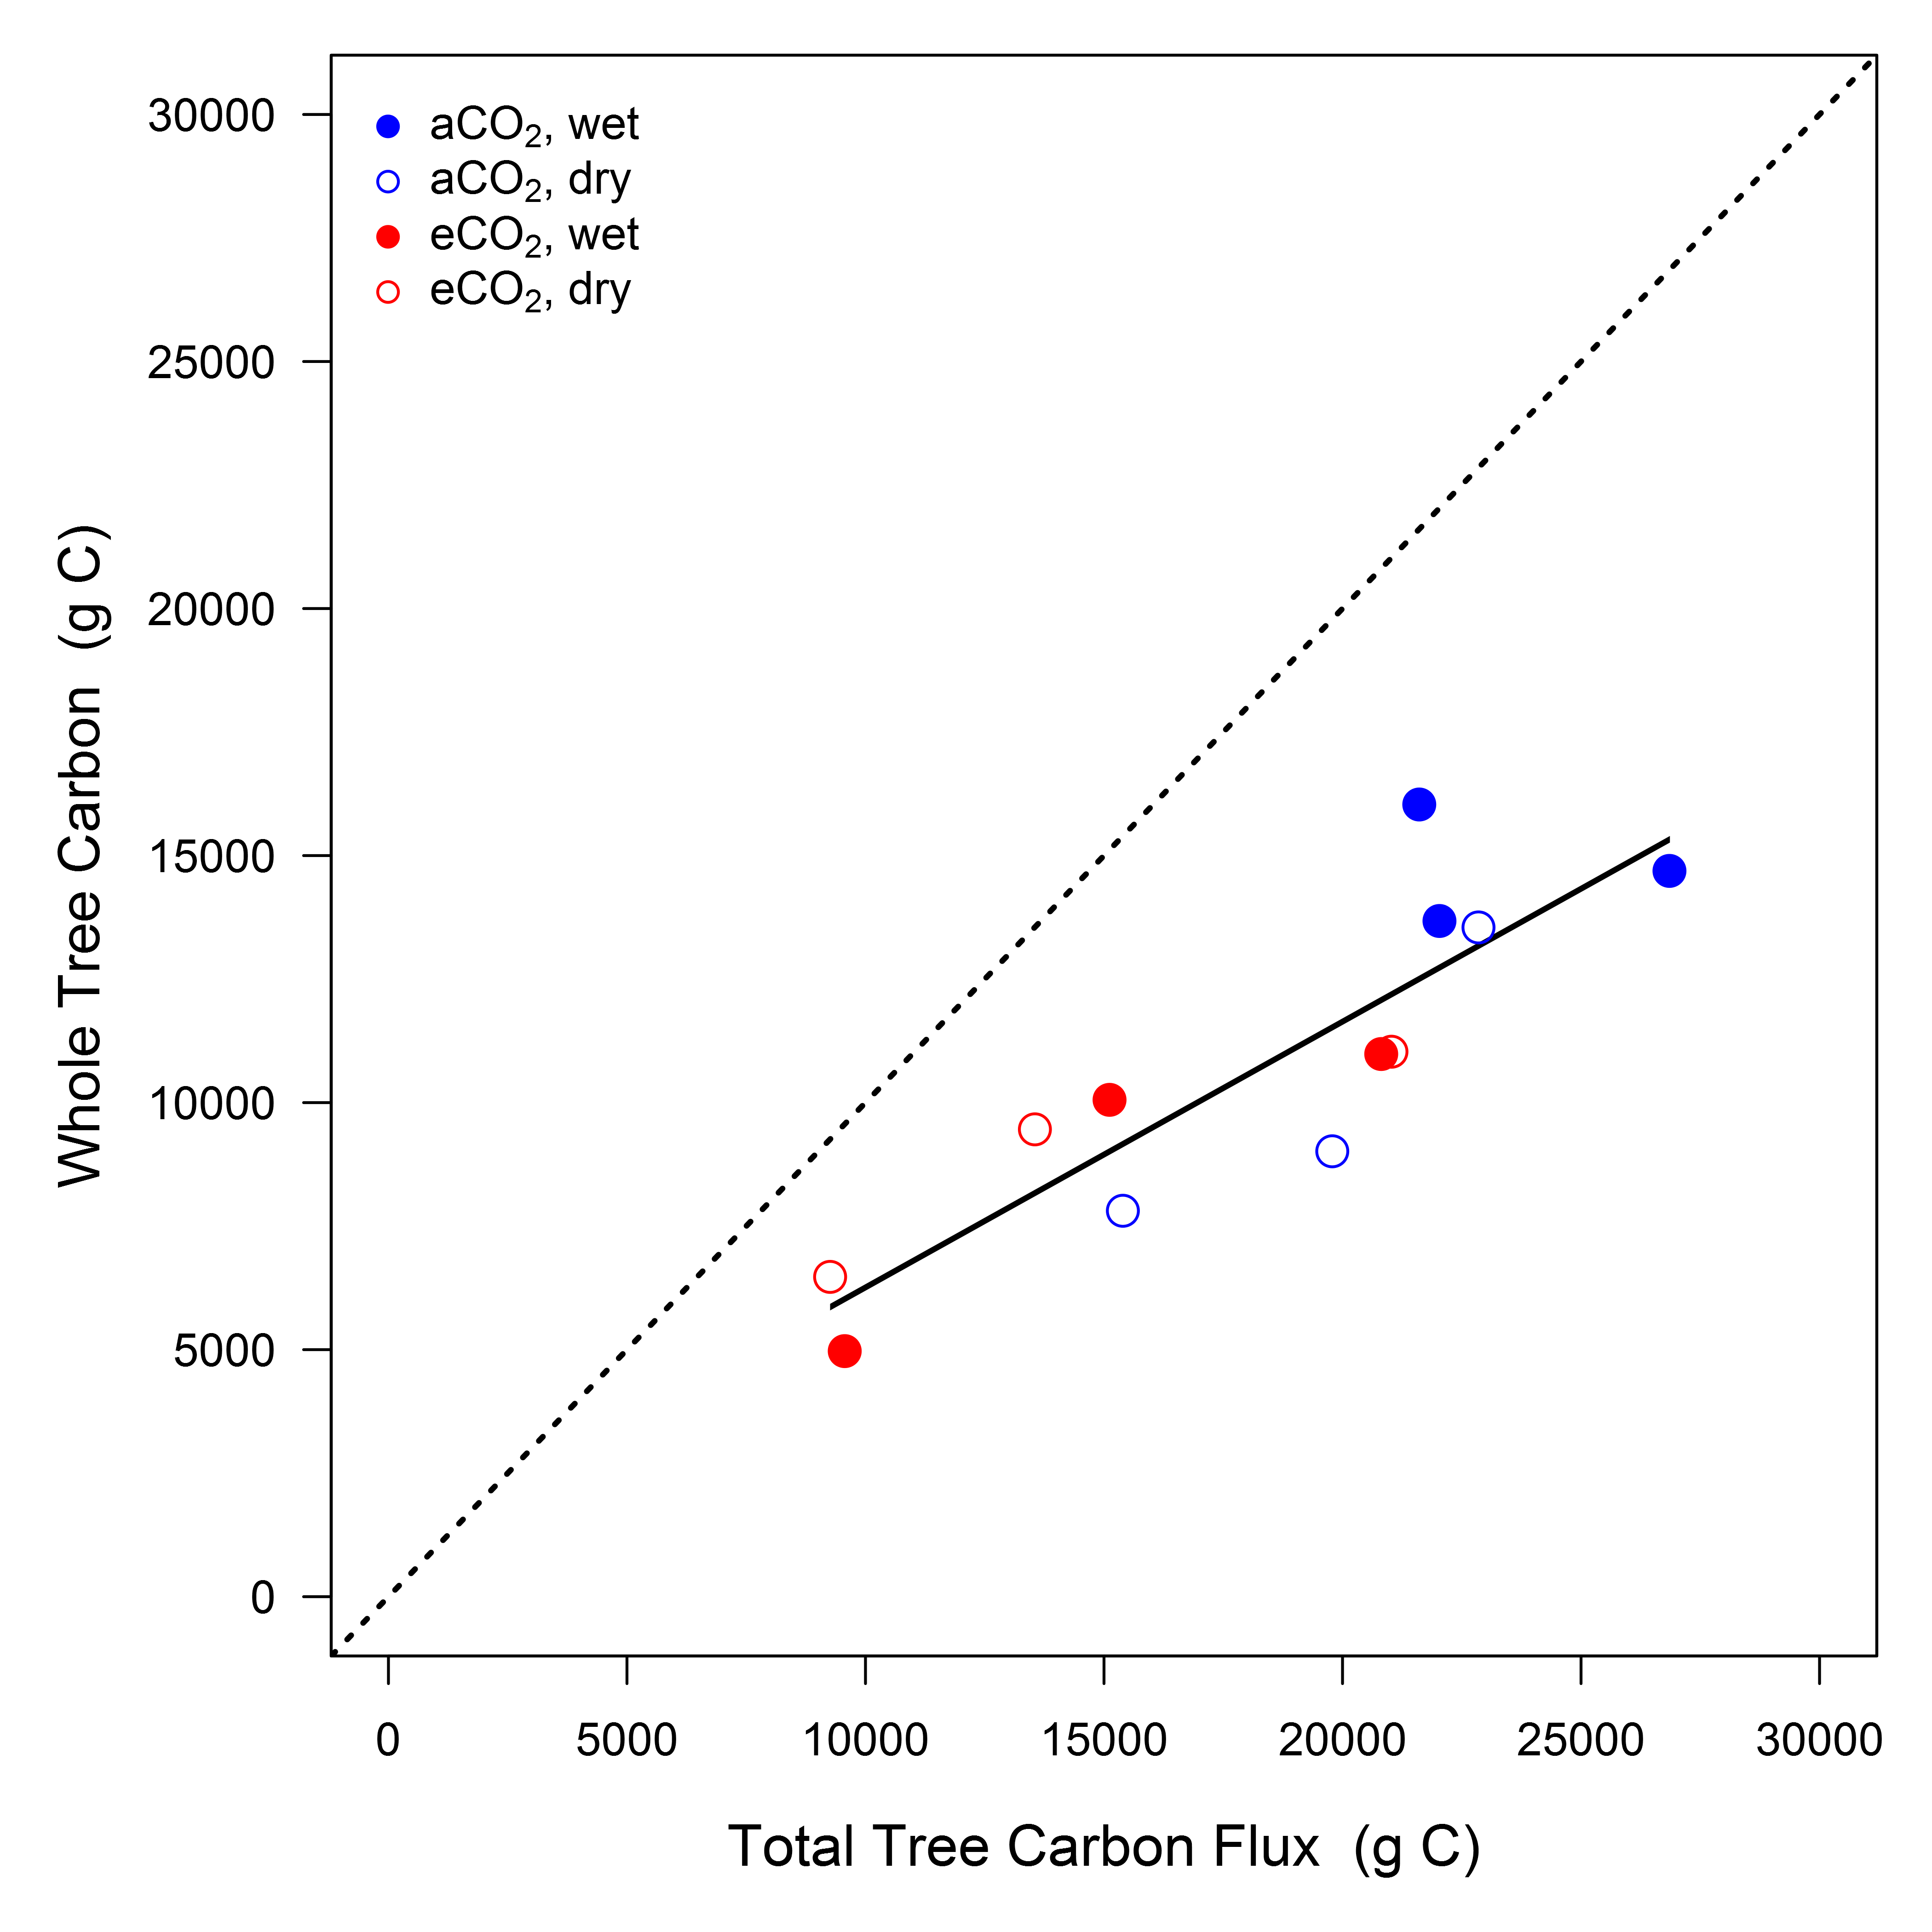 aCO₂, wet
aCO₂, dry
eCO₂, wet
eCO₂, dry
30000
25000
20000
15000
10000
5000
0
Whole Tree Carbon (g C)
0 5000 10000 15000 20000 25000 30000
Total Tree Carbon Flux (g C)